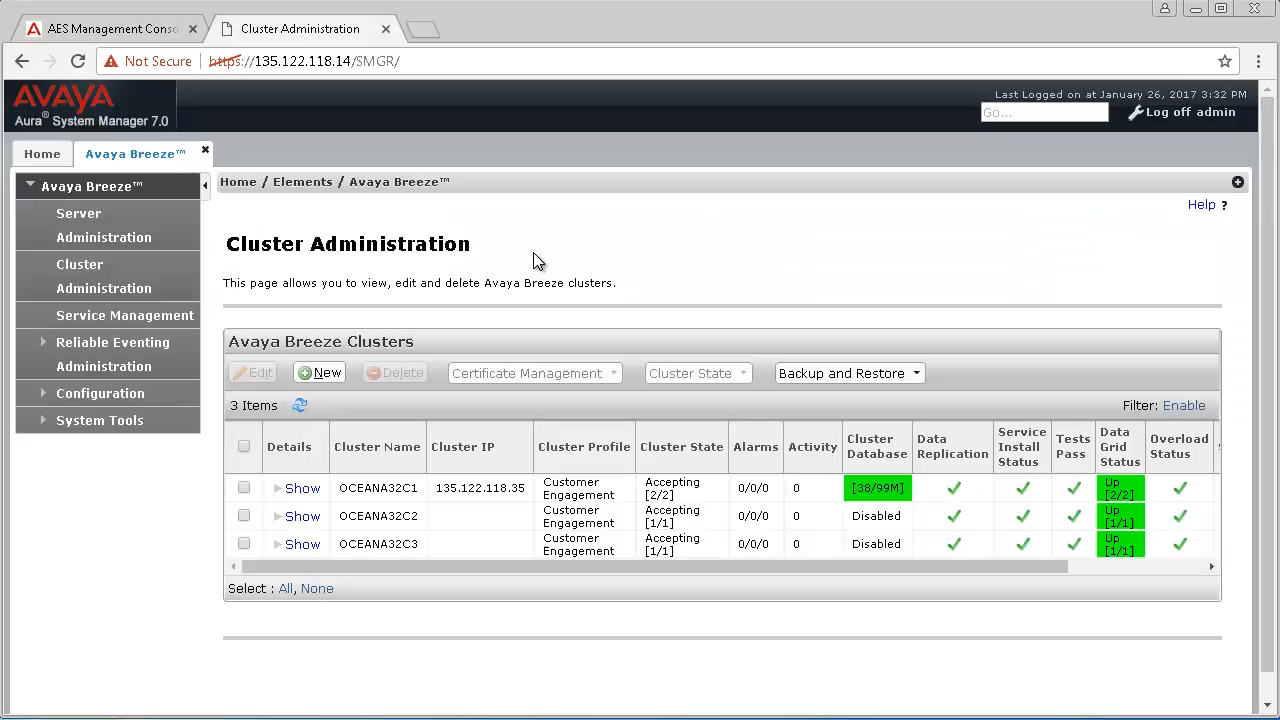 AES Management Conso
Cluster Administration
Not Secure https://135.122.118.14/SMGR/
AVAYA
Aura® System Manager 7.0
Last Logged on at January 26, 2017 3:32 PM
Go...
Log off admin
Home
Avaya Breeze™
Avaya Breeze™
Server
Administration
Cluster
Administration
Service Management
Reliable Eventing
Administration
Configuration
System Tools
Home / Elements / Avaya Breeze™
Help ?
Cluster Administration
This page allows you to view, edit and delete Avaya Breeze clusters.
Avaya Breeze Clusters
Edit New Delete Certificate Management Cluster State Backup and Restore
3 Items
Filter: Enable
Details Cluster Name Cluster IP Cluster Profile Cluster State Alarms Activity Cluster Database Data Replication Service Install Status Tests Pass Data Grid Status Overload Status
Show OCEANA32C1 135.122.118.35 Customer Engagement Accepting [2/2] 0/0/0 0 [38/99M] Up [2/2]
Show OCEANA32C2 Customer Engagement Accepting [1/1] 0/0/0 0 Disabled Up [1/1]
Show OCEANA32C3 Customer Engagement Accepting [1/1] 0/0/0 0 Disabled Up [1/1]
Select : All, None